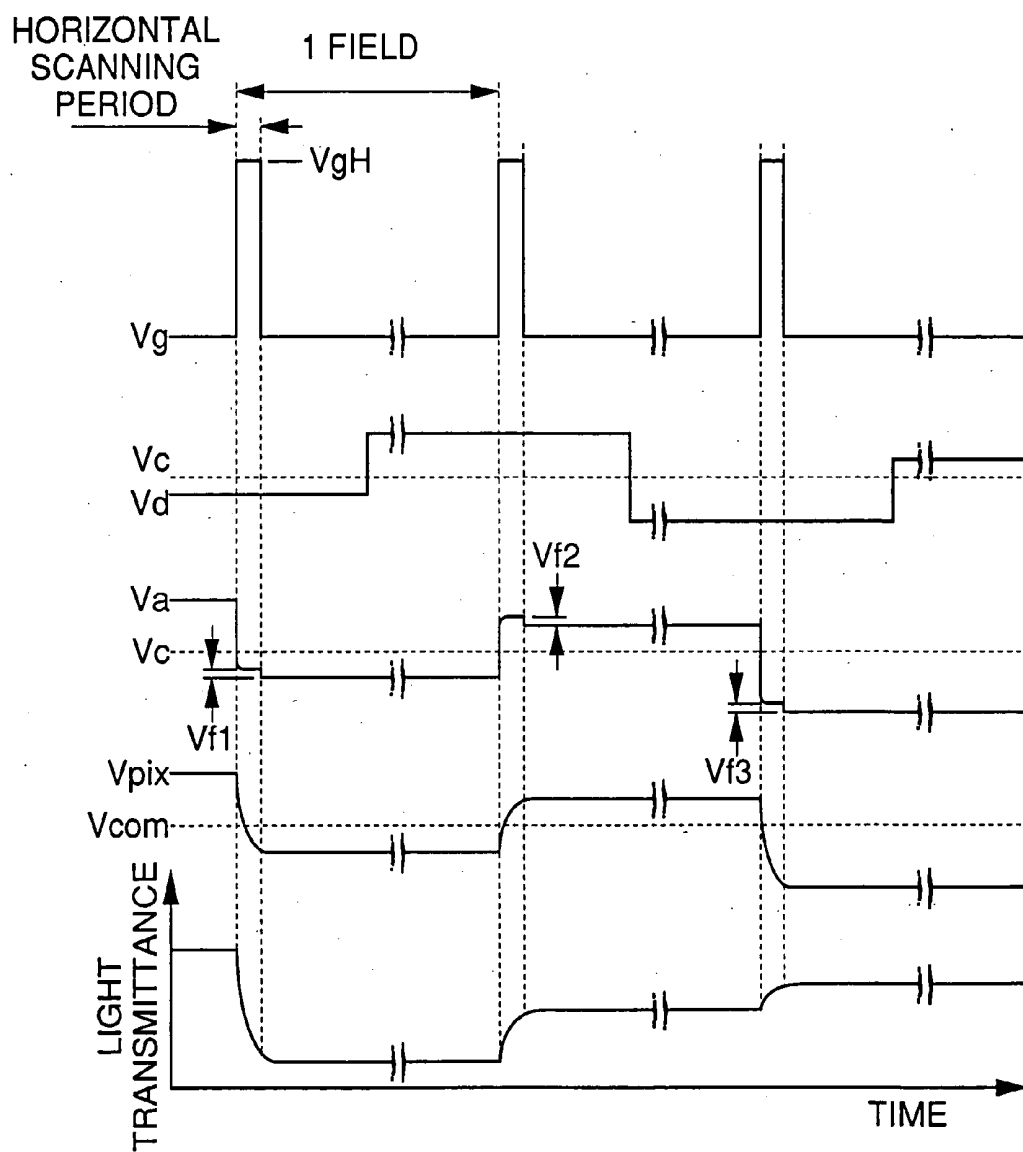 HORIZONTAL
SCANNING
PERIOD
1 FIELD
VgH
Vg
Vc
Vd
Vf2
Va
Vc
Vf1
Vf3
Vpix
Vcom
LIGHT
TRANSMITTANCE
TIME